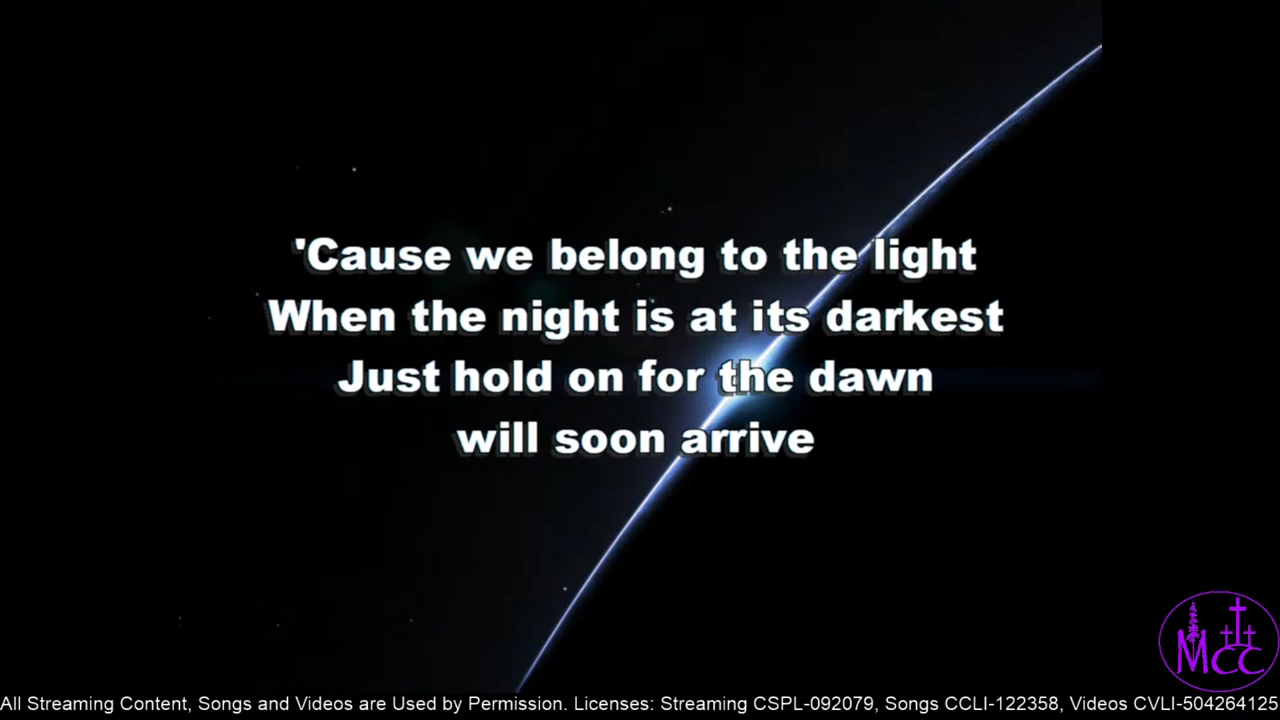 'Cause we belong to the light
When the night is at its darkest
Just hold on for the dawn
will soon arrive
MCC
All Streaming Content, Songs and Videos are Used by Permission. Licenses: Streaming CSPL-092079, Songs CCLI-122358, Videos CVLI-504264125